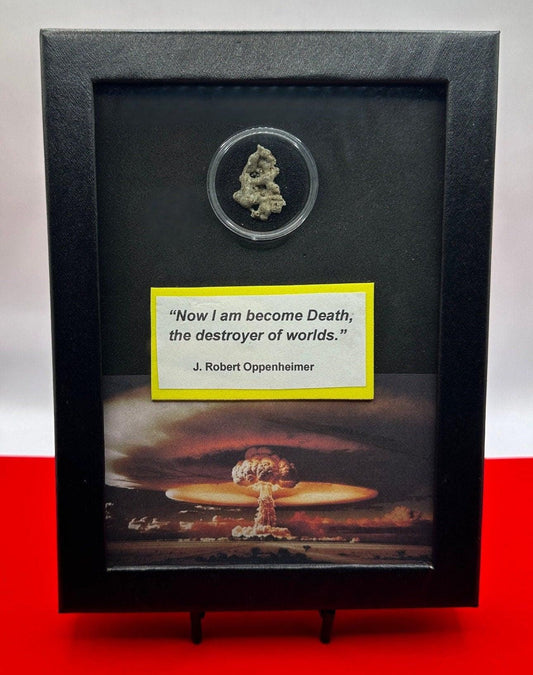 “Now I am become Death,
the destroyer of worlds.”
J. Robert Oppenheimer